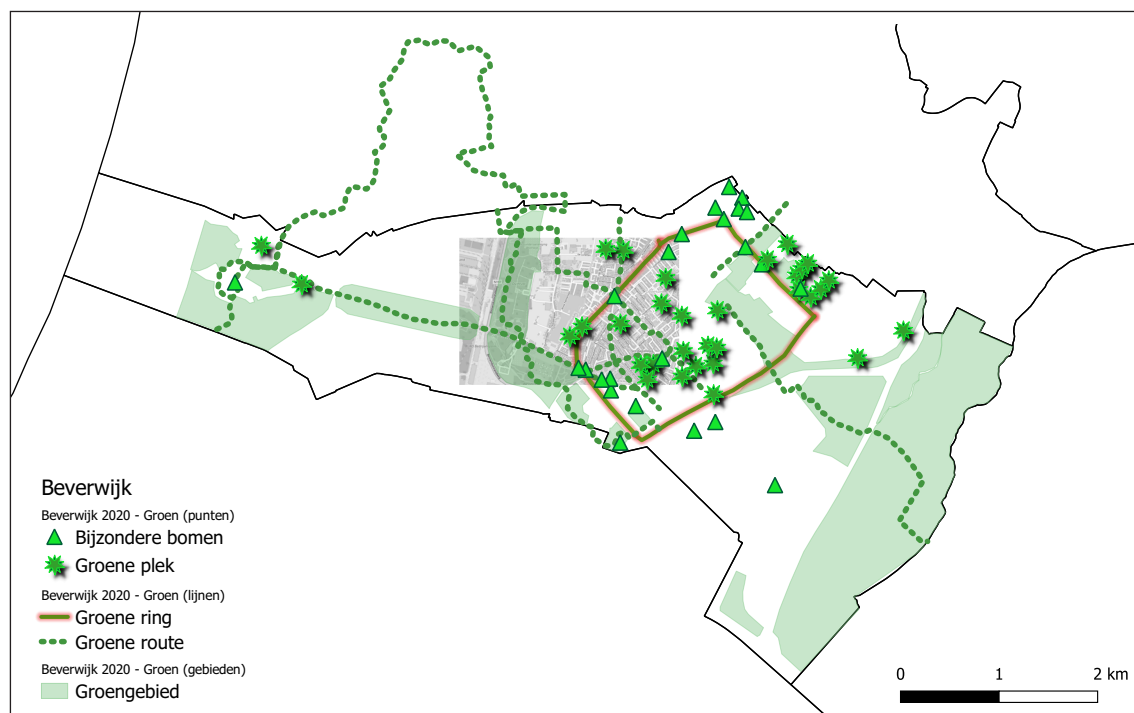 Beverwijk
Beverwijk 2020 - Groen (punten)
Bijzondere bomen
Groene plek
Beverwijk 2020 - Groen (lijnen)
Groene ring
Groene route
Beverwijk 2020 - Groen (gebieden)
Groengebied
0 1 2 km